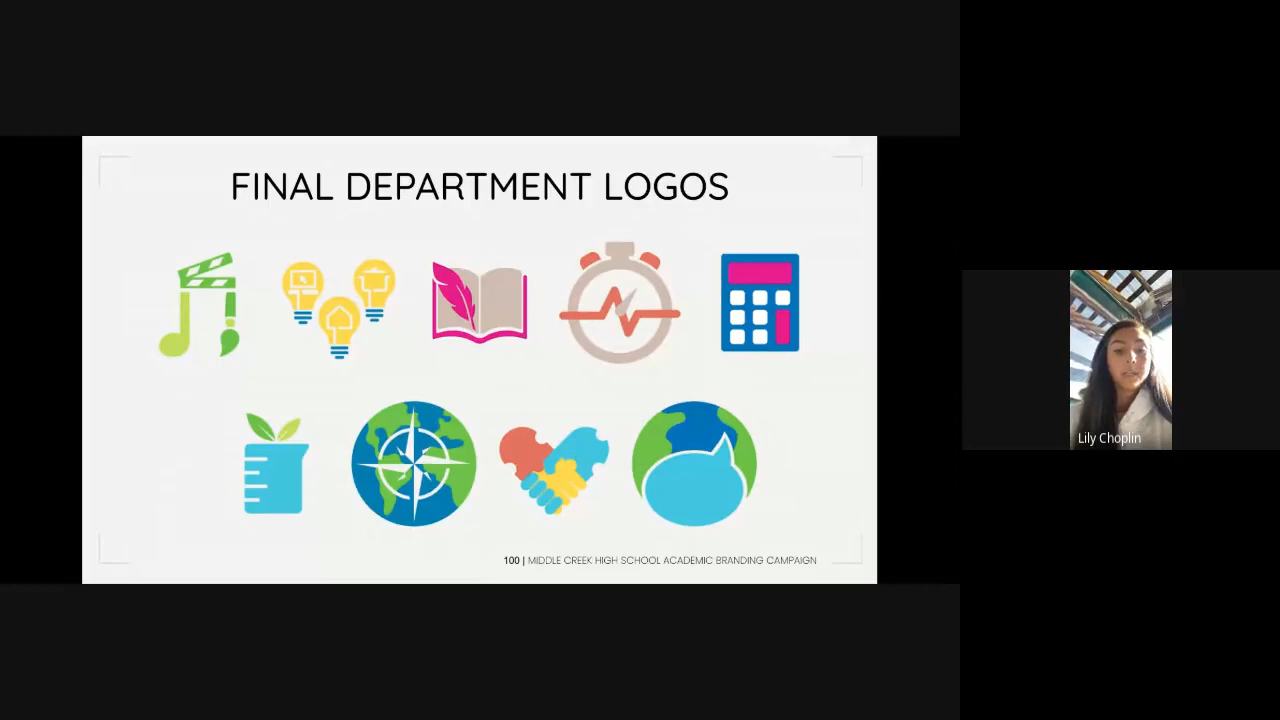 FINAL DEPARTMENT LOGOS
100 | MIDDLE CREEK HIGH SCHOOL ACADEMIC BRANDING CAMPAIGN
Lily Choplin